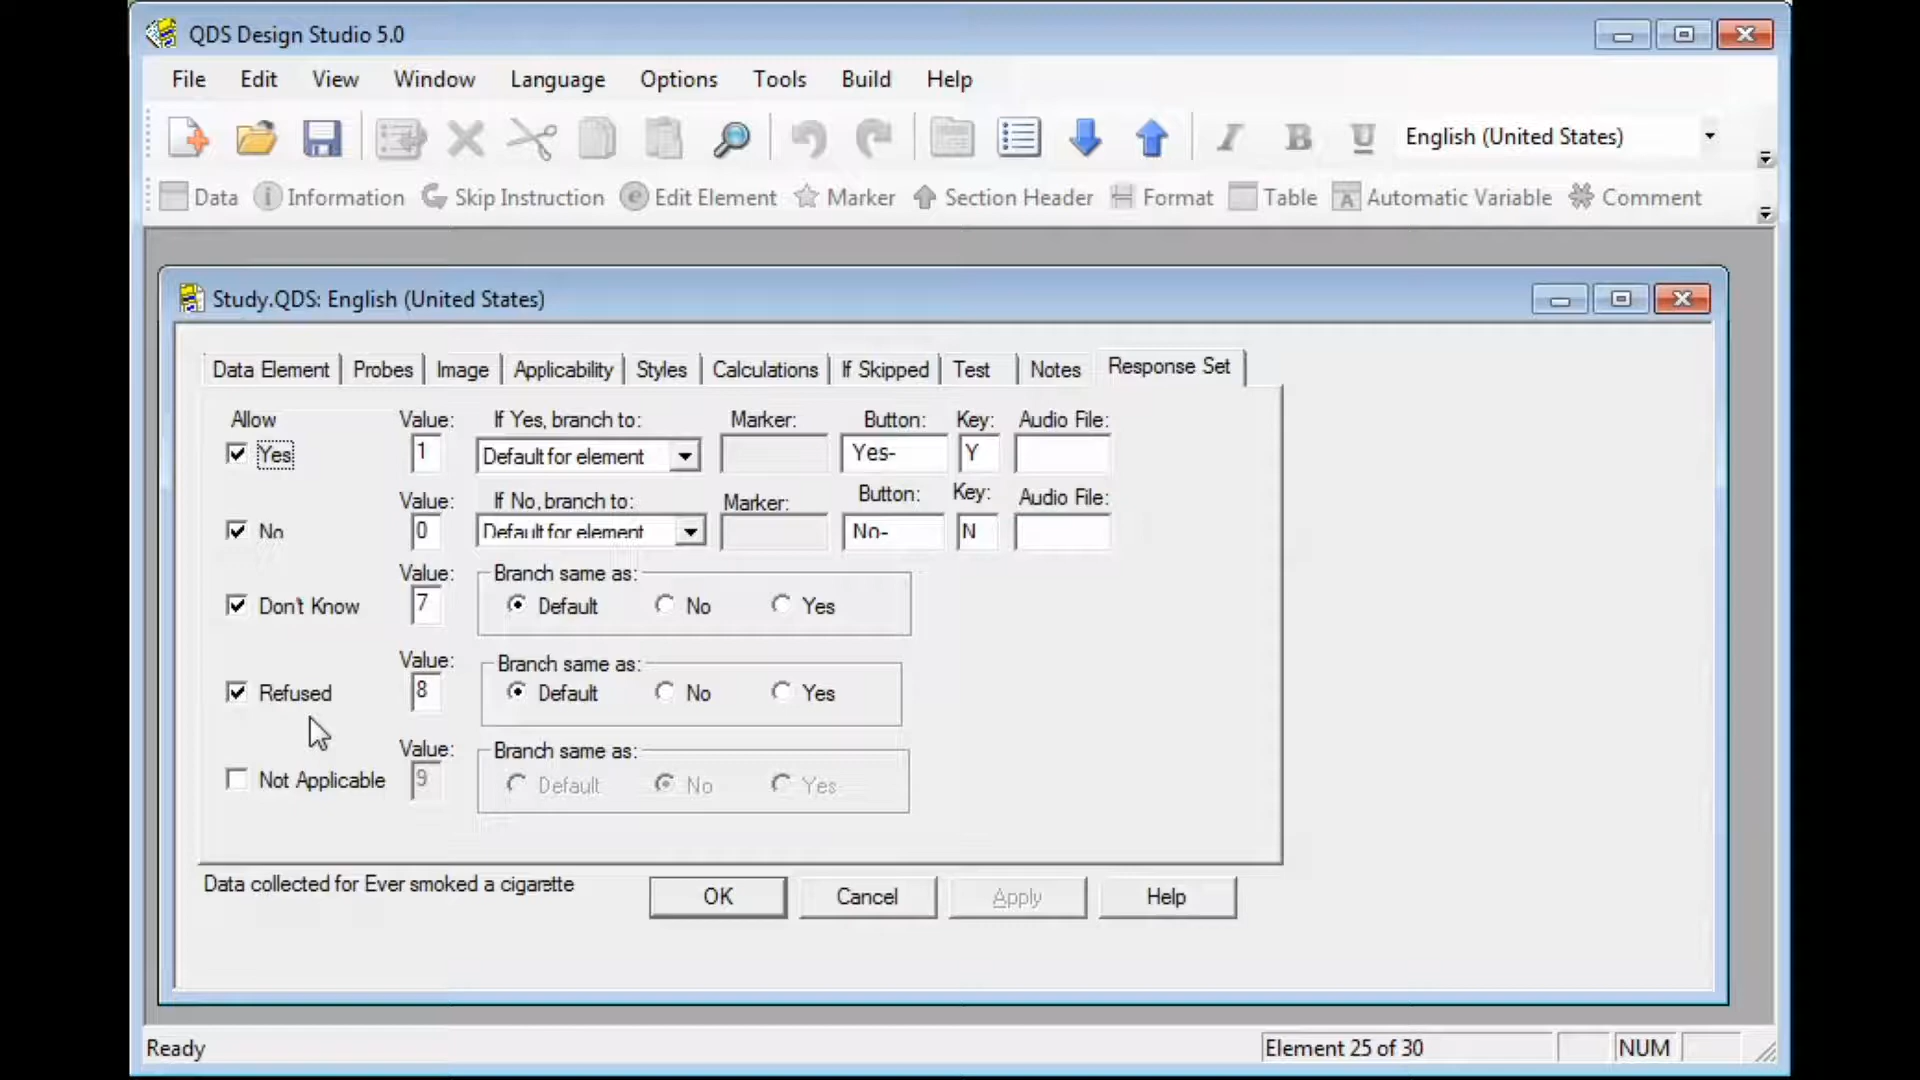 QDS Design Studio 5.0
File Edit View Window Language Options Tools Build Help
I B U English (United States)
Data Information Skip Instruction Edit Element Marker Section Header Format Table Automatic Variable Comment
Study.QDS: English (United States)
Data Element Probes Image Applicability Styles Calculations If Skipped Test Notes Response Set
Allow Value: If Yes, branch to: Marker: Button: Key: Audio File:
Yes 1 Default for element Yes- Y
Value: If No, branch to: Marker: Button: Key: Audio File:
No 0 Default for element No- N
Value: Branch same as:
Don't Know 7 Default No Yes
Value: Branch same as:
Refused 8 Default No Yes
Value: Branch same as:
Not Applicable 9 Default No Yes
Data collected for Ever smoked a cigarette OK Cancel Apply Help
Ready Element 25 of 30 NUM